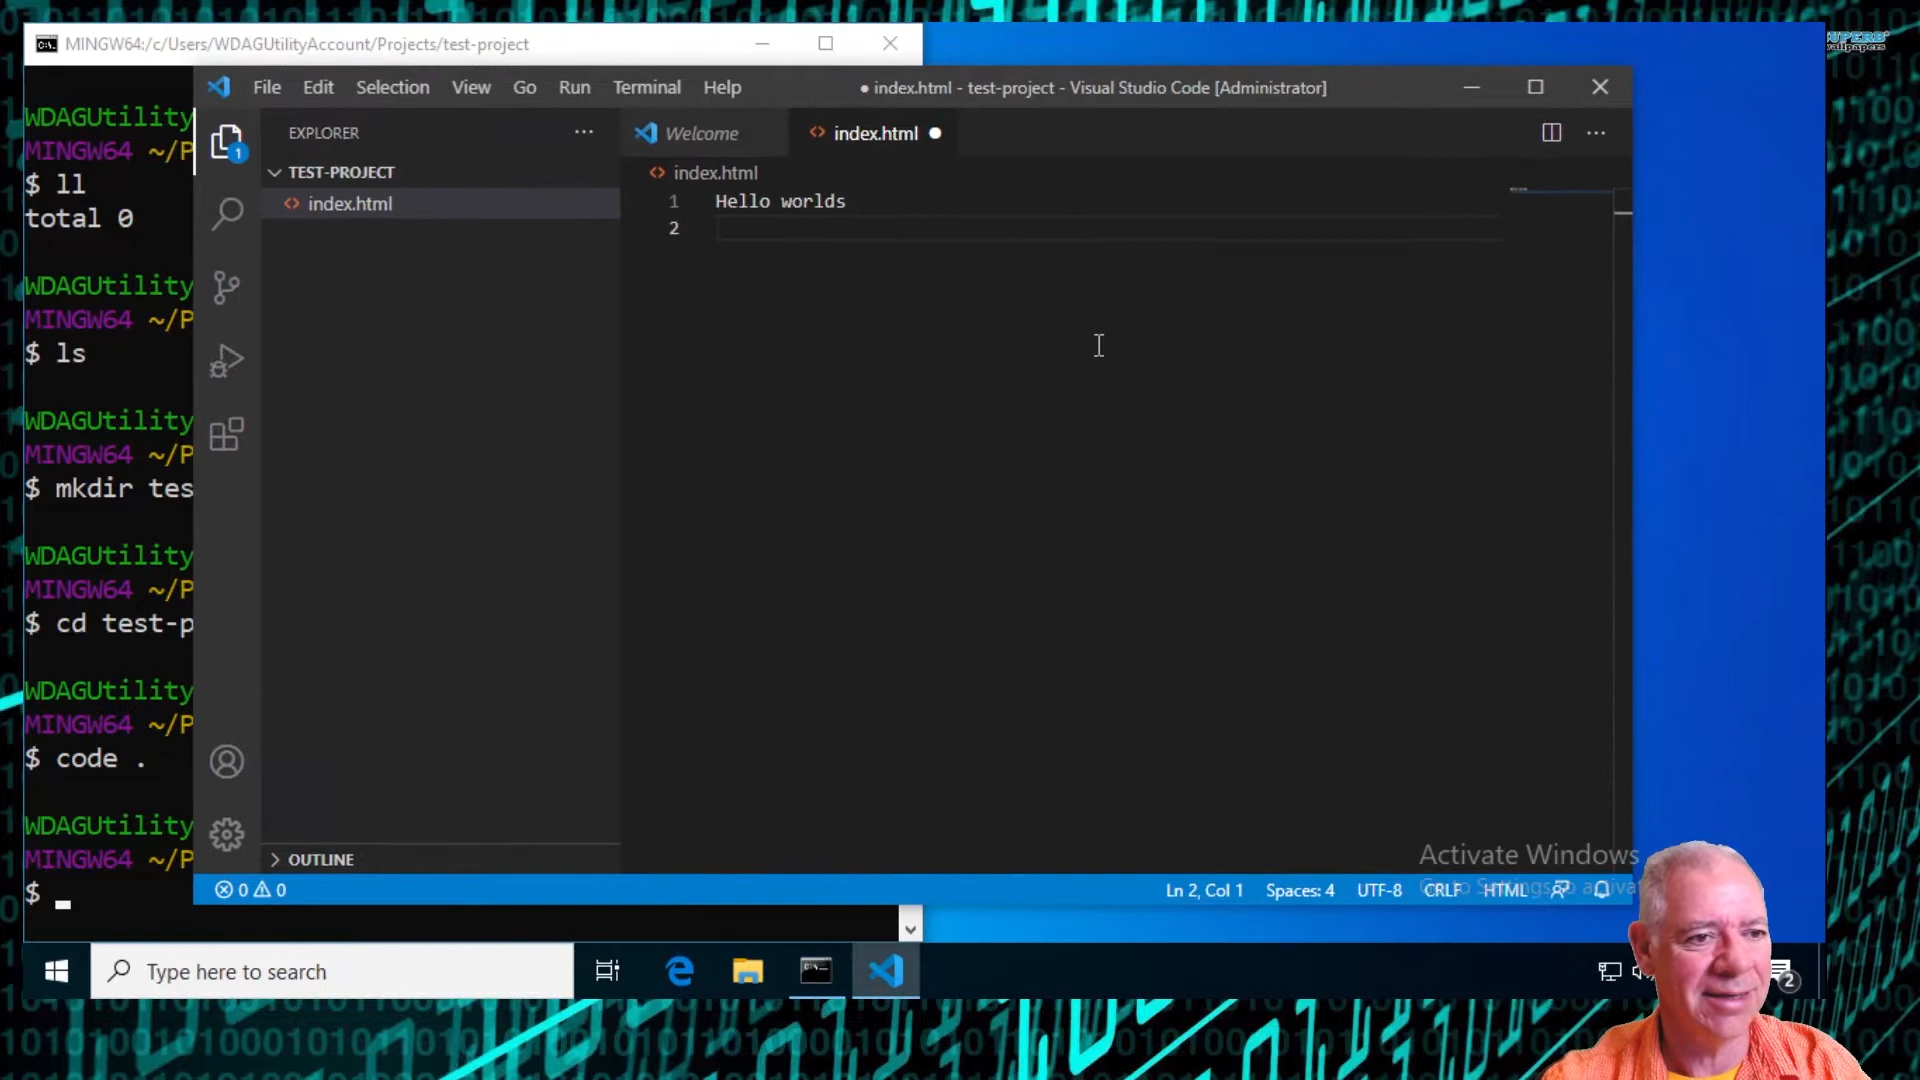 MINGW64:/c/Users/WDAGUtilityAccount/Projects/test-project
WDAGUtility
MINGW64 ~/P
$ ll
total 0
WDAGUtility
MINGW64 ~/P
$ ls
WDAGUtility
MINGW64 ~/P
$ mkdir tes
WDAGUtility
MINGW64 ~/P
$ cd test-p
WDAGUtility
MINGW64 ~/P
$ code .
WDAGUtility
MINGW64 ~/P
$
File Edit Selection View Go Run Terminal Help
● index.html - test-project - Visual Studio Code [Administrator]
EXPLORER
TEST-PROJECT
index.html
OUTLINE
1
Welcome
index.html
index.html
1 Hello worlds
2
0 0
Ln 2, Col 1 Spaces: 4 UTF-8 CRLF HTML
Activate Windows
Type here to search
2